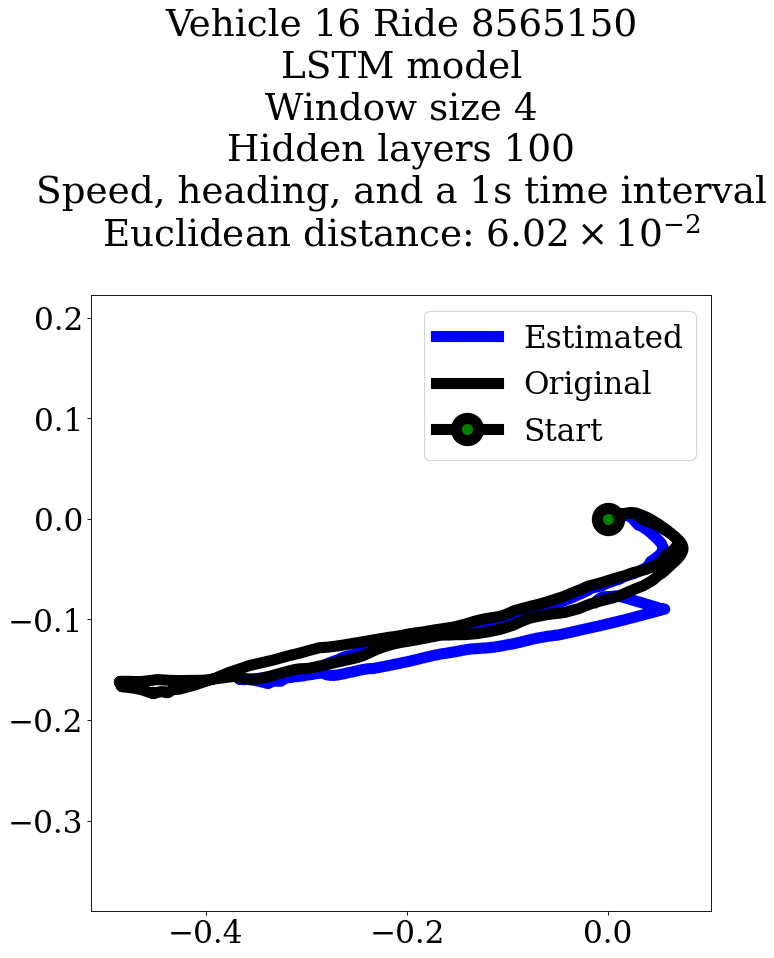 Vehicle 16 Ride 8565150
LSTM model
Window size 4
Hidden layers 100
Speed, heading, and a 1s time interval
Euclidean distance: 6.02 × 10⁻²
Estimated
Original
Start
0.2
0.1
0.0
−0.1
−0.2
−0.3
−0.4
−0.2
0.0